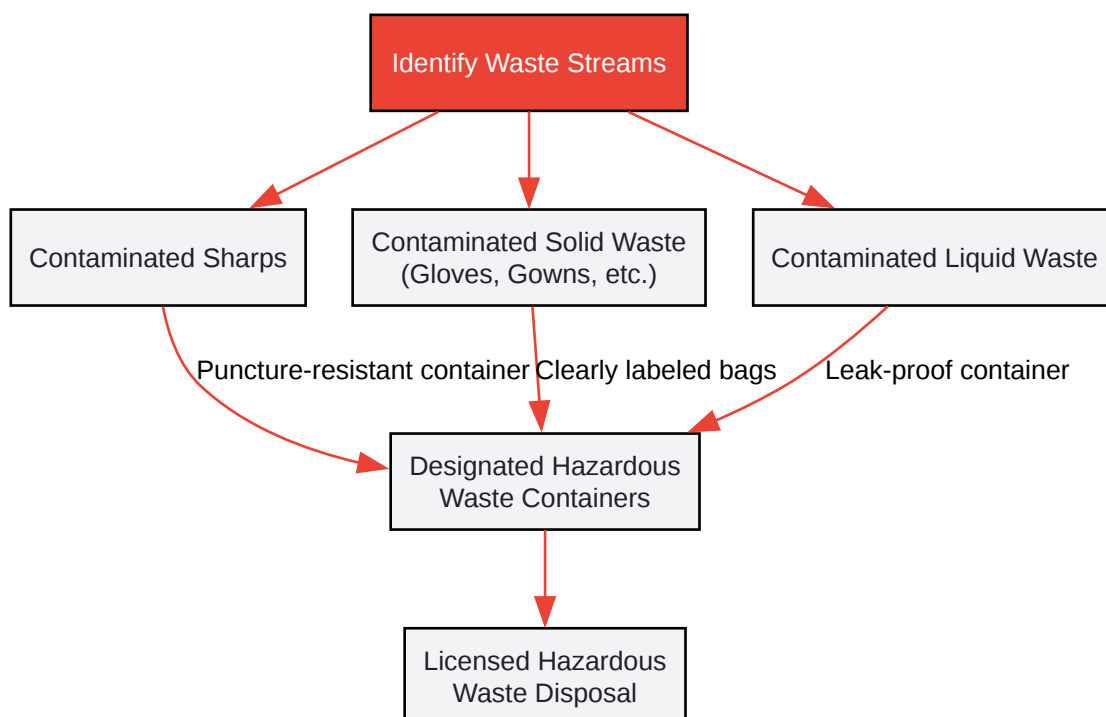 Identify Waste Streams
Contaminated Sharps
Contaminated Solid Waste
(Gloves, Gowns, etc.)
Contaminated Liquid Waste
Puncture-resistant container
Clearly labeled bags
Leak-proof container
Designated Hazardous
Waste Containers
Licensed Hazardous
Waste Disposal